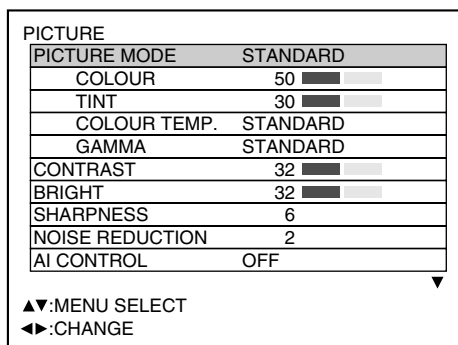 PICTURE
PICTURE MODE STANDARD
COLOUR 50
TINT 30
COLOUR TEMP. STANDARD
GAMMA STANDARD
CONTRAST 32
BRIGHT 32
SHARPNESS 6
NOISE REDUCTION 2
AI CONTROL OFF
▼
▲▼:MENU SELECT
◀▶:CHANGE